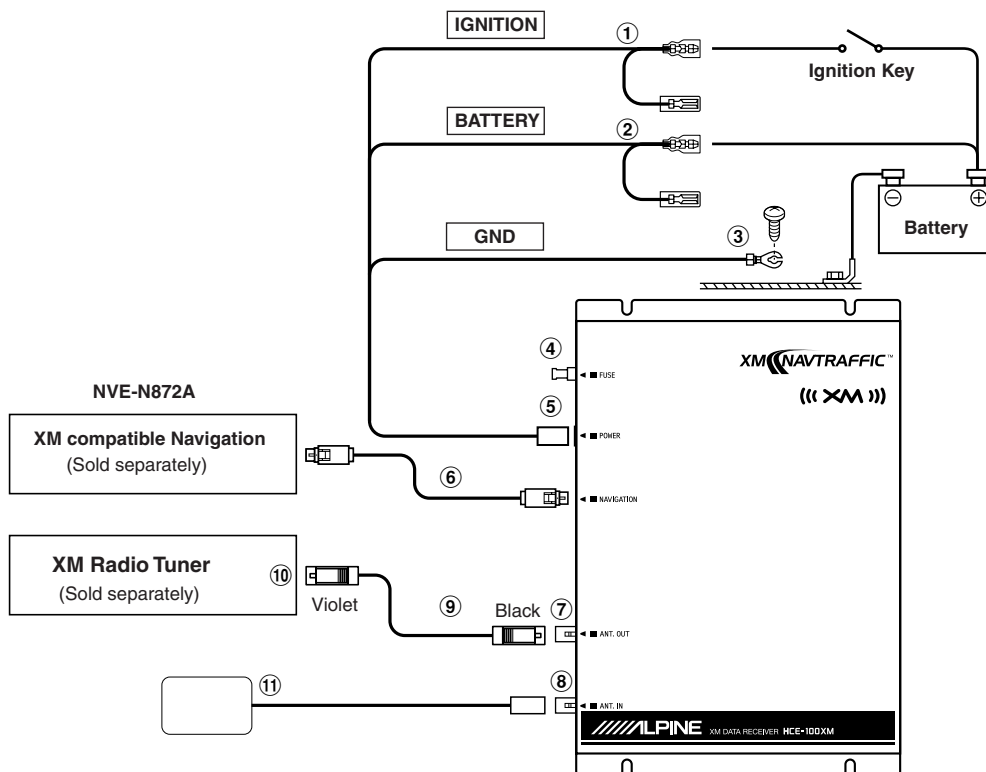 IGNITION
①
Ignition Key
BATTERY
②
⊖
⊕
Battery
GND
③
④
FUSE
XM NAVTRAFFIC™
((( XM )))
NVE-N872A
⑤
POWER
XM compatible Navigation
(Sold separately)
⑥
NAVIGATION
XM Radio Tuner
(Sold separately)
⑩
Violet
⑨
Black
⑦
ANT. OUT
⑪
⑧
ANT. IN
ALPINE XM DATA RECEIVER HCE-100XM